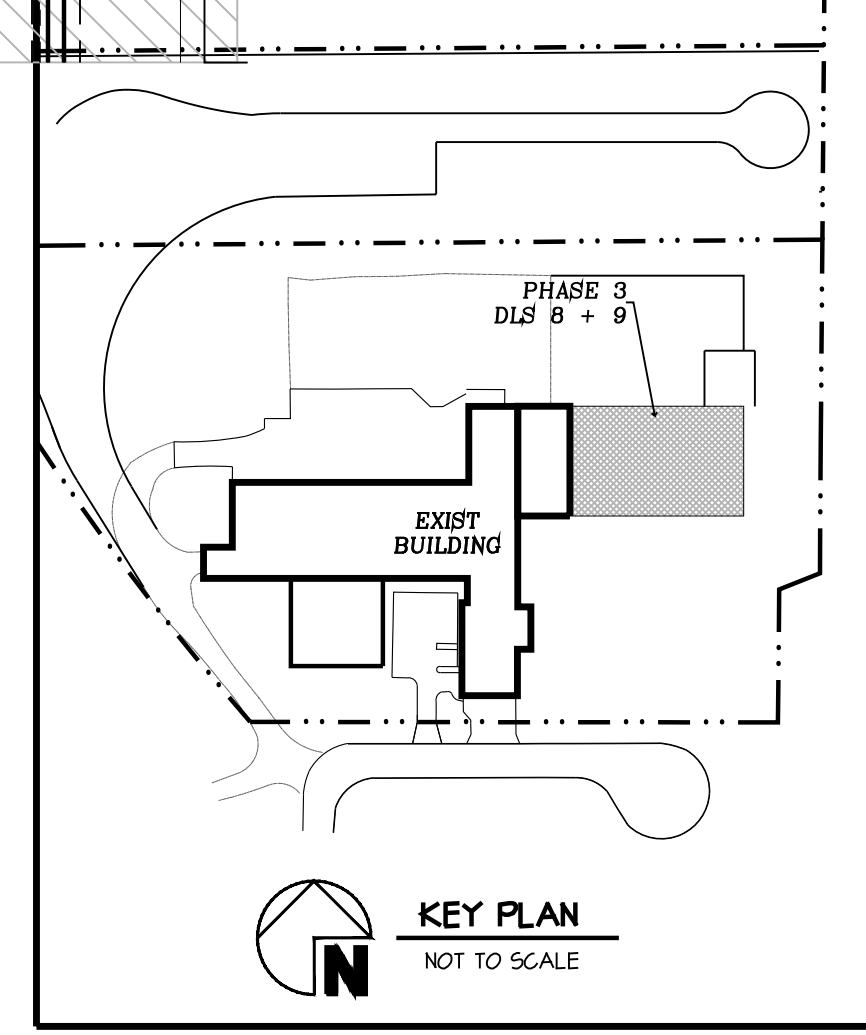 PHASE 3
DLS 8 + 9
EXIST
BUILDING
N
KEY PLAN
NOT TO SCALE